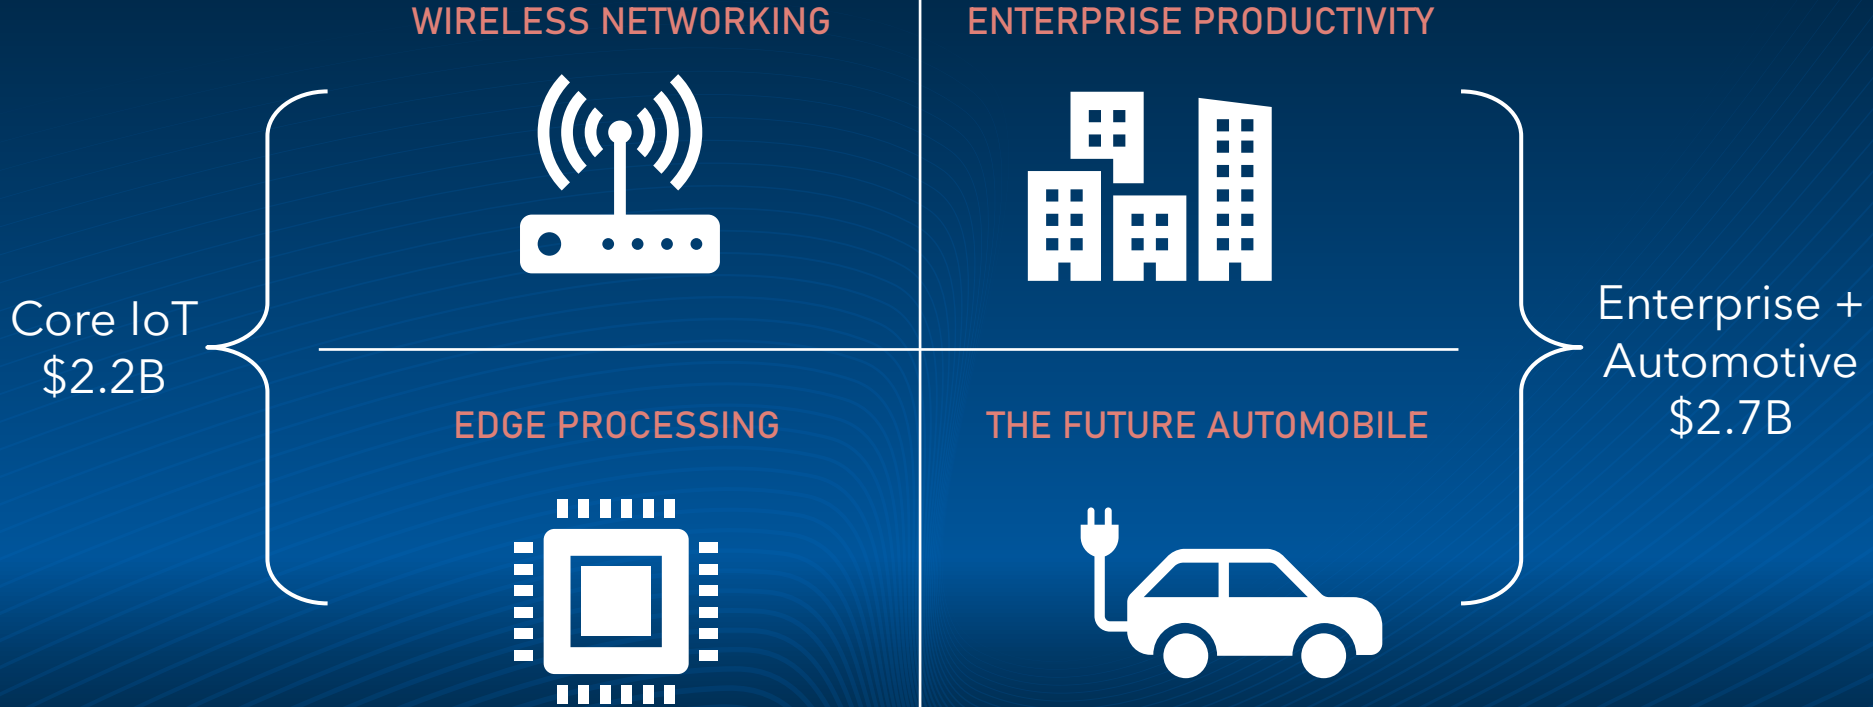 WIRELESS NETWORKING
ENTERPRISE PRODUCTIVITY
Core IoT
$2.2B
Enterprise +
Automotive
$2.7B
EDGE PROCESSING
THE FUTURE AUTOMOBILE